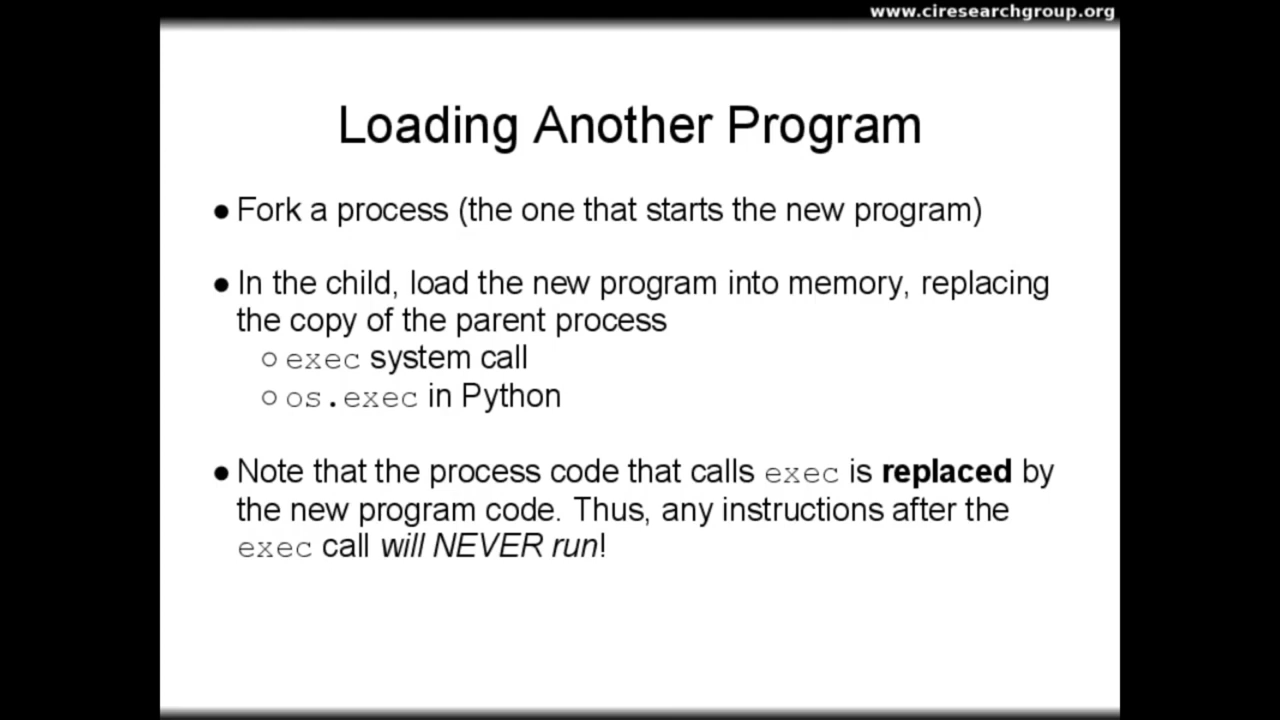 www.ciresearchgroup.org
Loading Another Program
● Fork a process (the one that starts the new program)
● In the child, load the new program into memory, replacing
the copy of the parent process
○ exec system call
○ os.exec in Python
● Note that the process code that calls exec is replaced by
the new program code. Thus, any instructions after the
exec call will NEVER run!